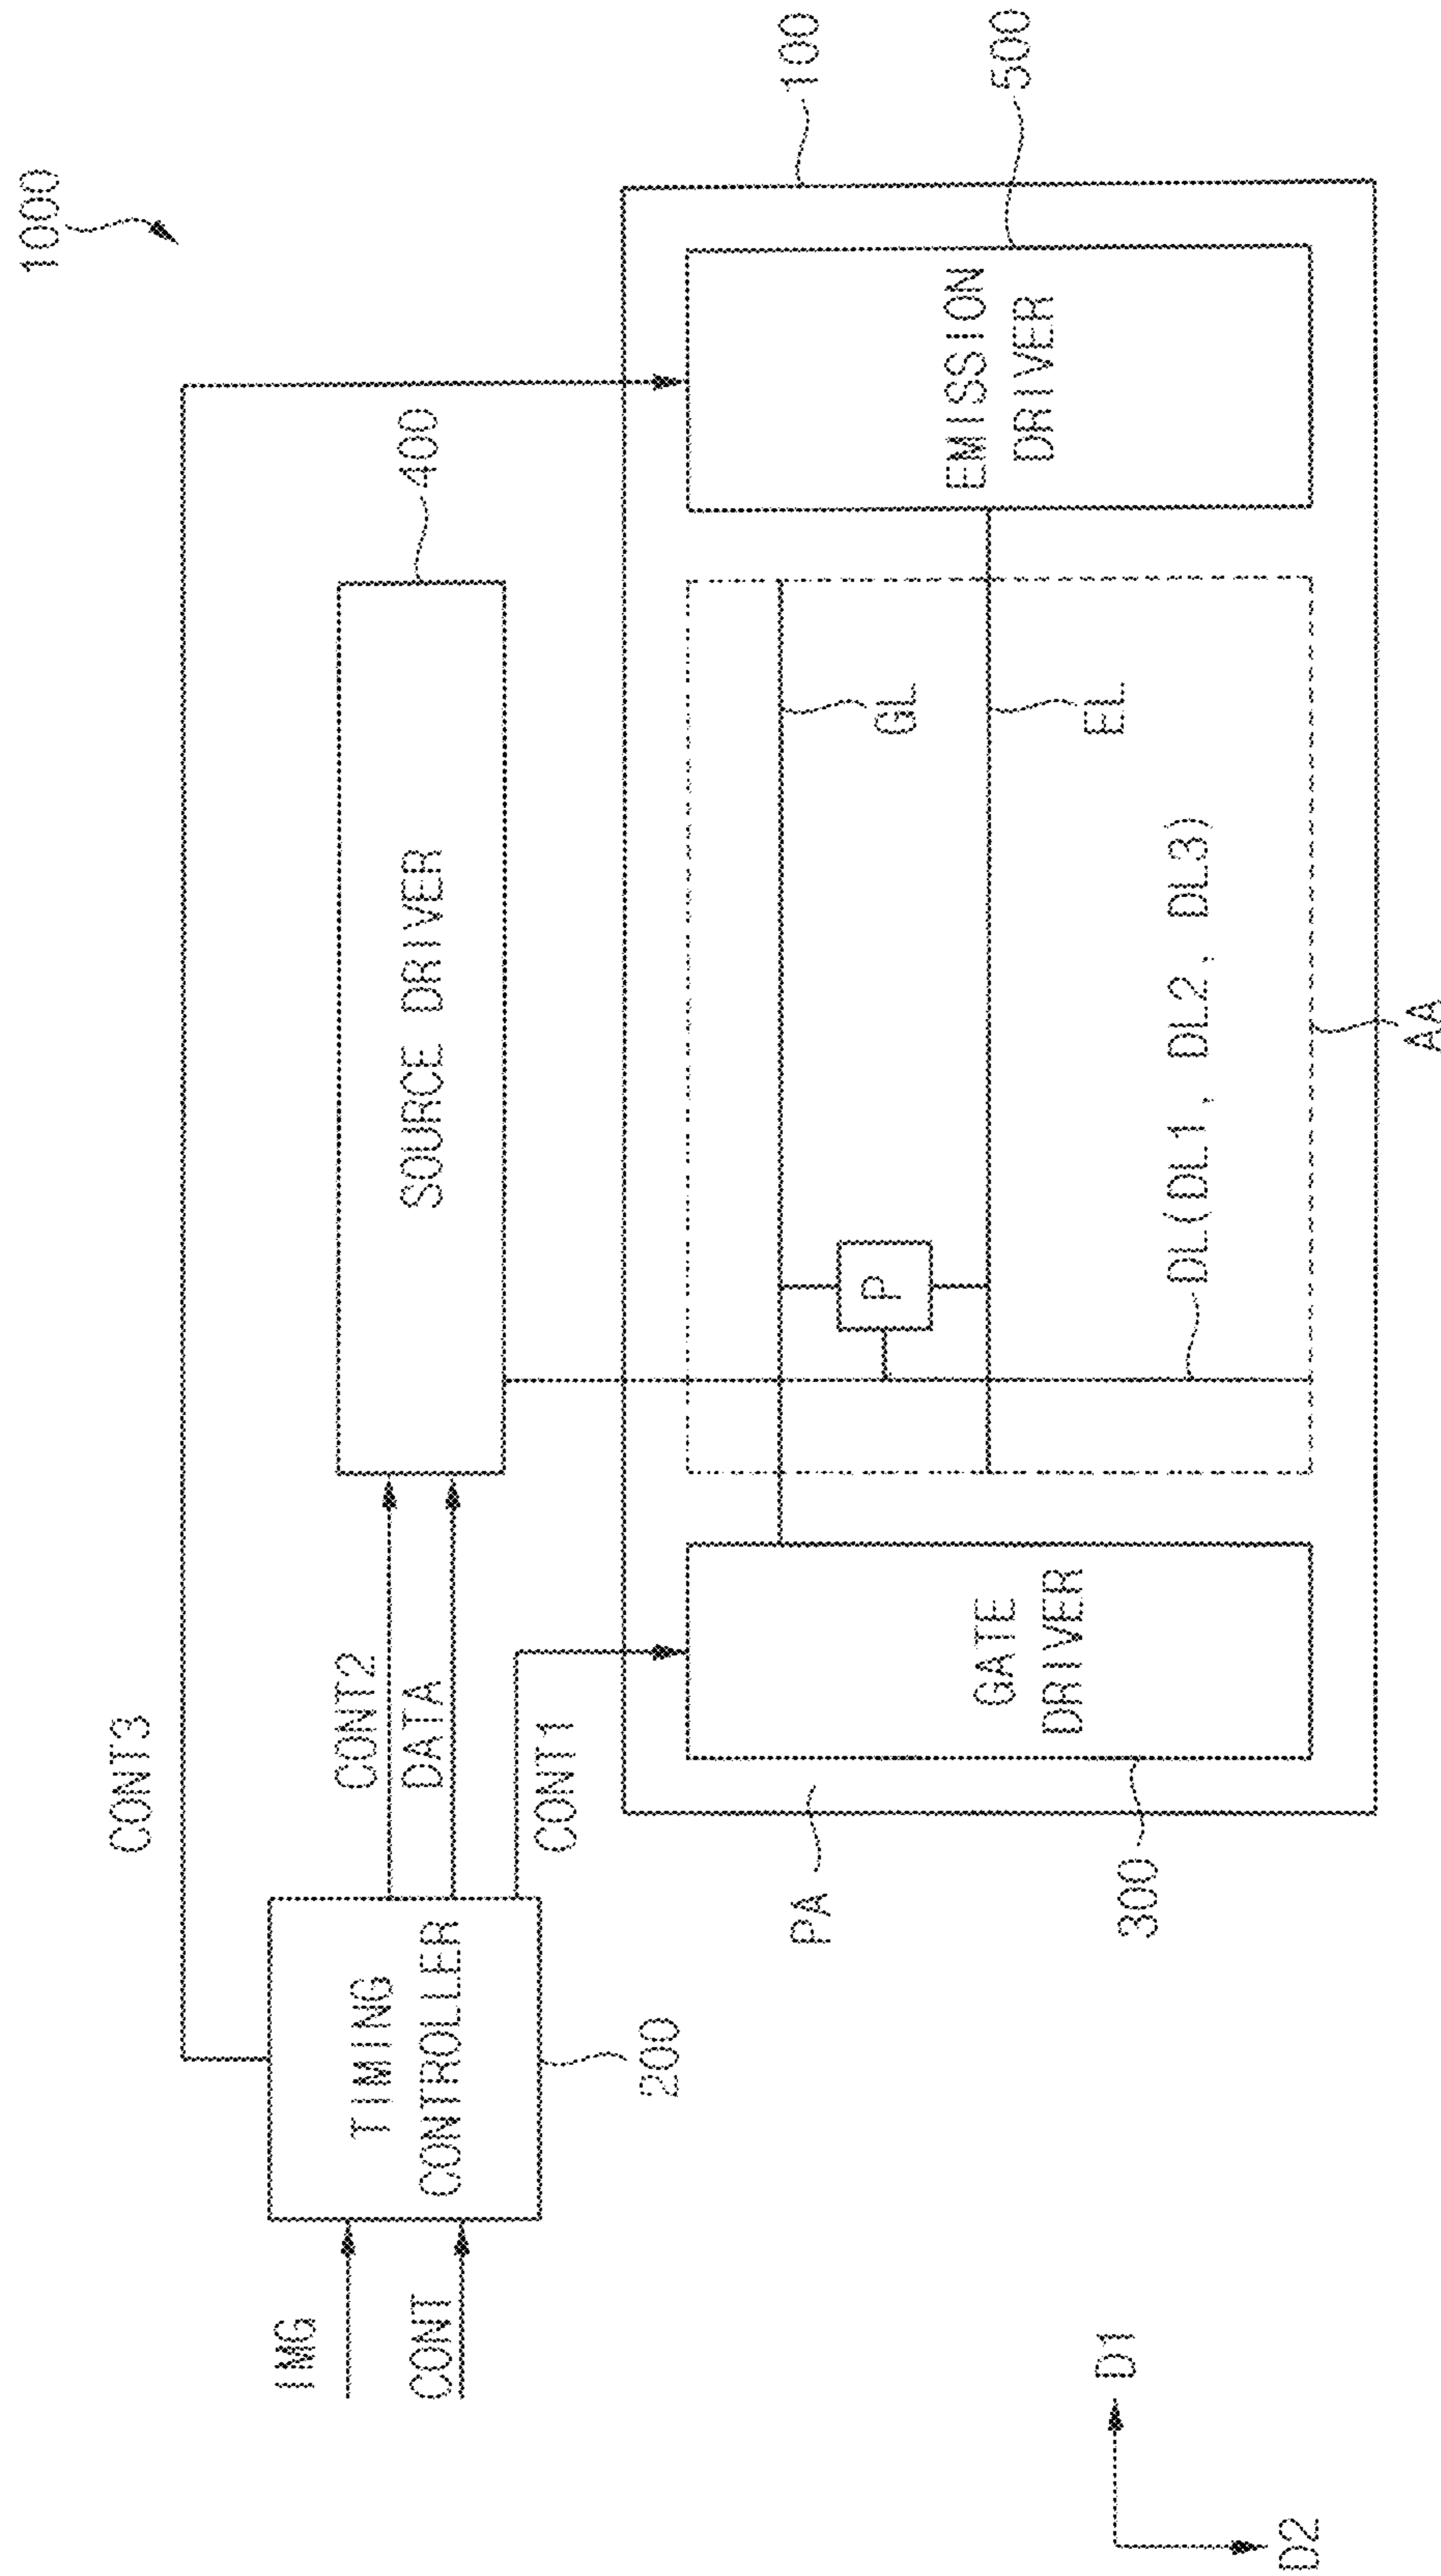 1000
CONT3
400
IMG
CONT
TIMING
CONTROLLER
200
CONT2
DATA
CONT1
SOURCE DRIVER
100
500
PA
300
GATE
DRIVER
P
GL
EL
DL(DL1, DL2, DL3)
EMISSION
DRIVER
AA
D1
D2